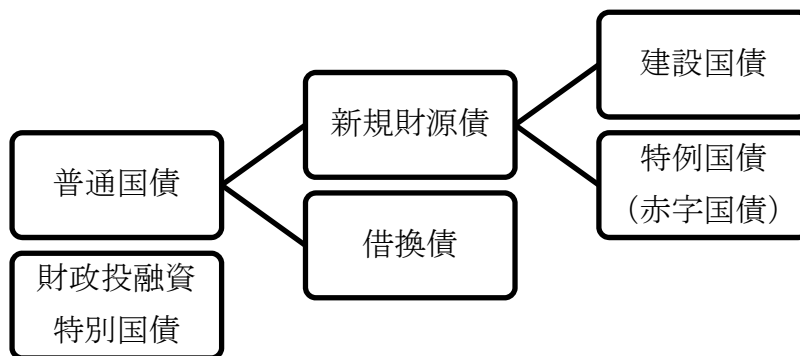 普通国債
財政投融資
特別国債
新規財源債
借換債
建設国債
特例国債
（赤字国債）